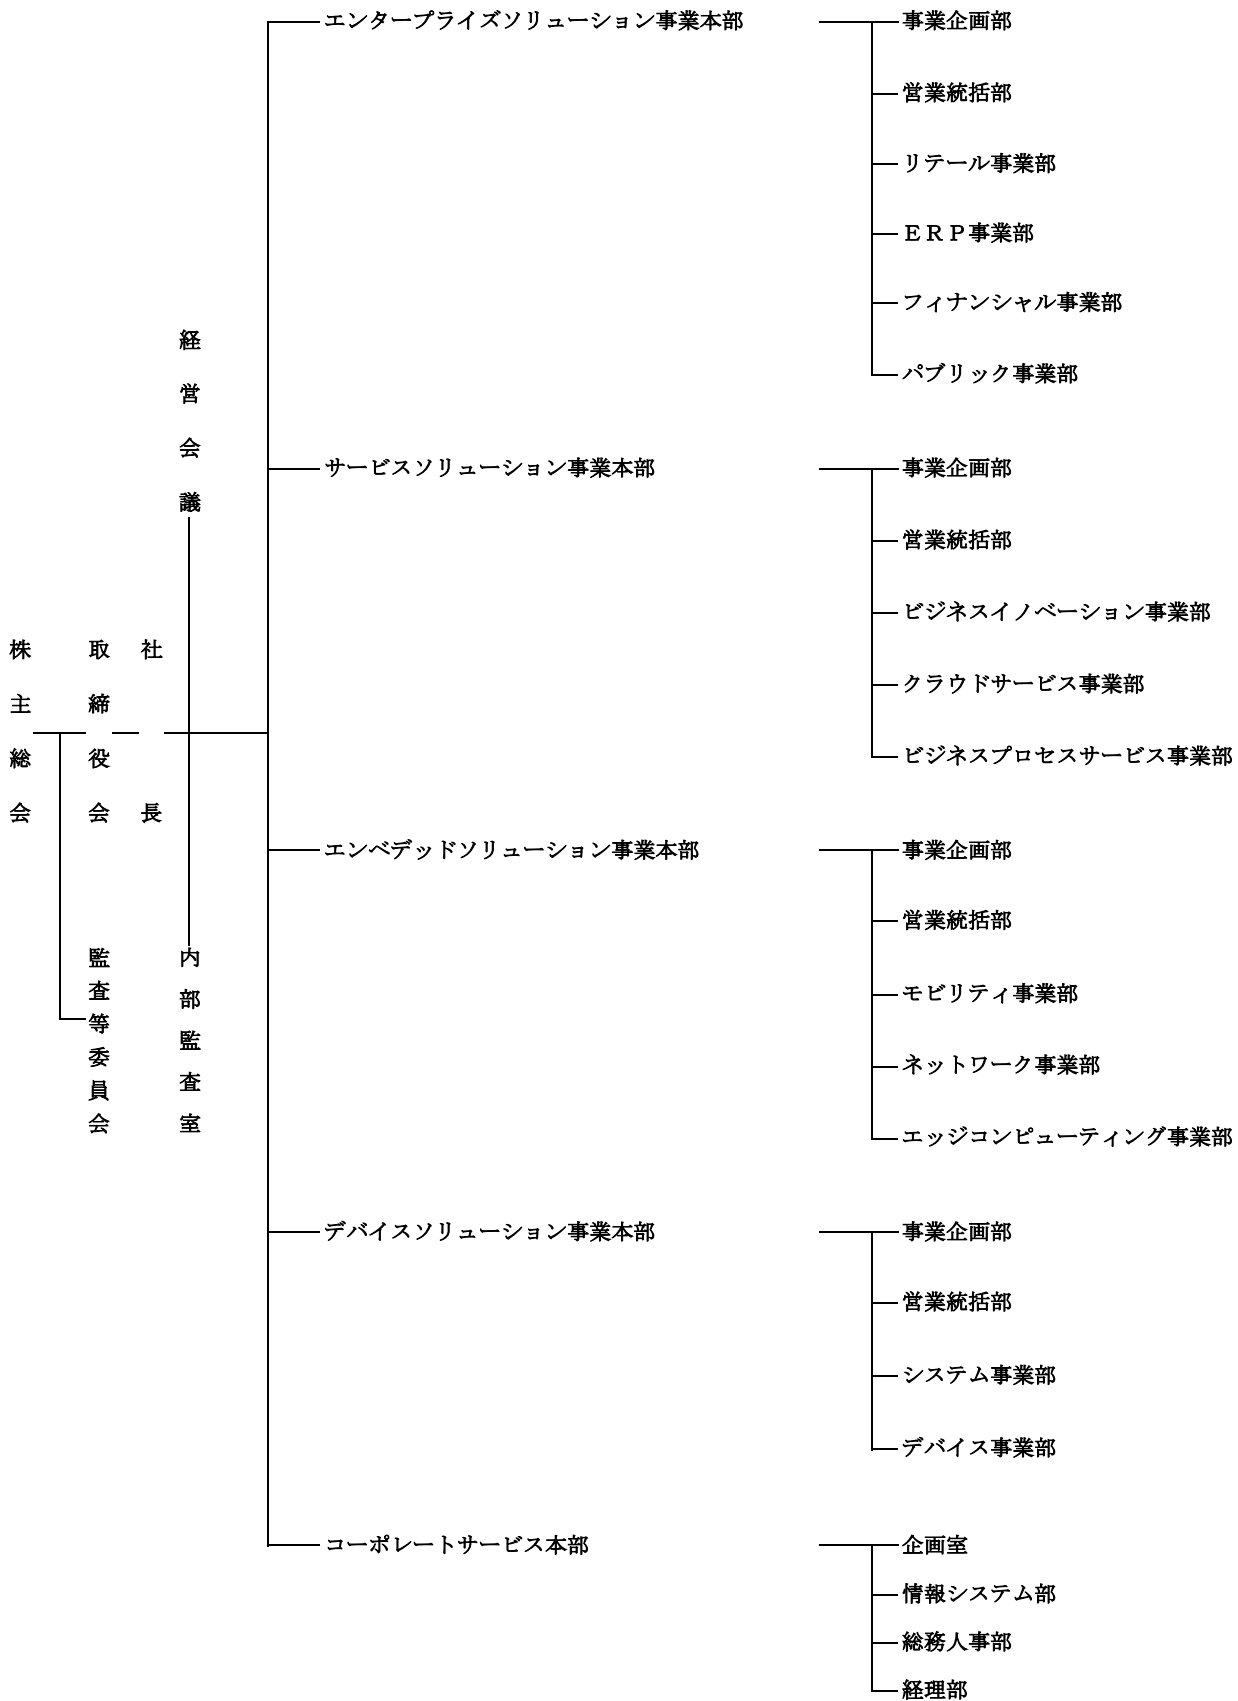 株主総会
取締役会
社長
監査等委員会
経営会議
内部監査室
エンタープライズソリューション事業本部
事業企画部
営業統括部
リテール事業部
ＥＲＰ事業部
フィナンシャル事業部
パブリック事業部
サービスソリューション事業本部
事業企画部
営業統括部
ビジネスイノベーション事業部
クラウドサービス事業部
ビジネスプロセスサービス事業部
エンベデッドソリューション事業本部
事業企画部
営業統括部
モビリティ事業部
ネットワーク事業部
エッジコンピューティング事業部
デバイスソリューション事業本部
事業企画部
営業統括部
システム事業部
デバイス事業部
コーポレートサービス本部
企画室
情報システム部
総務人事部
経理部